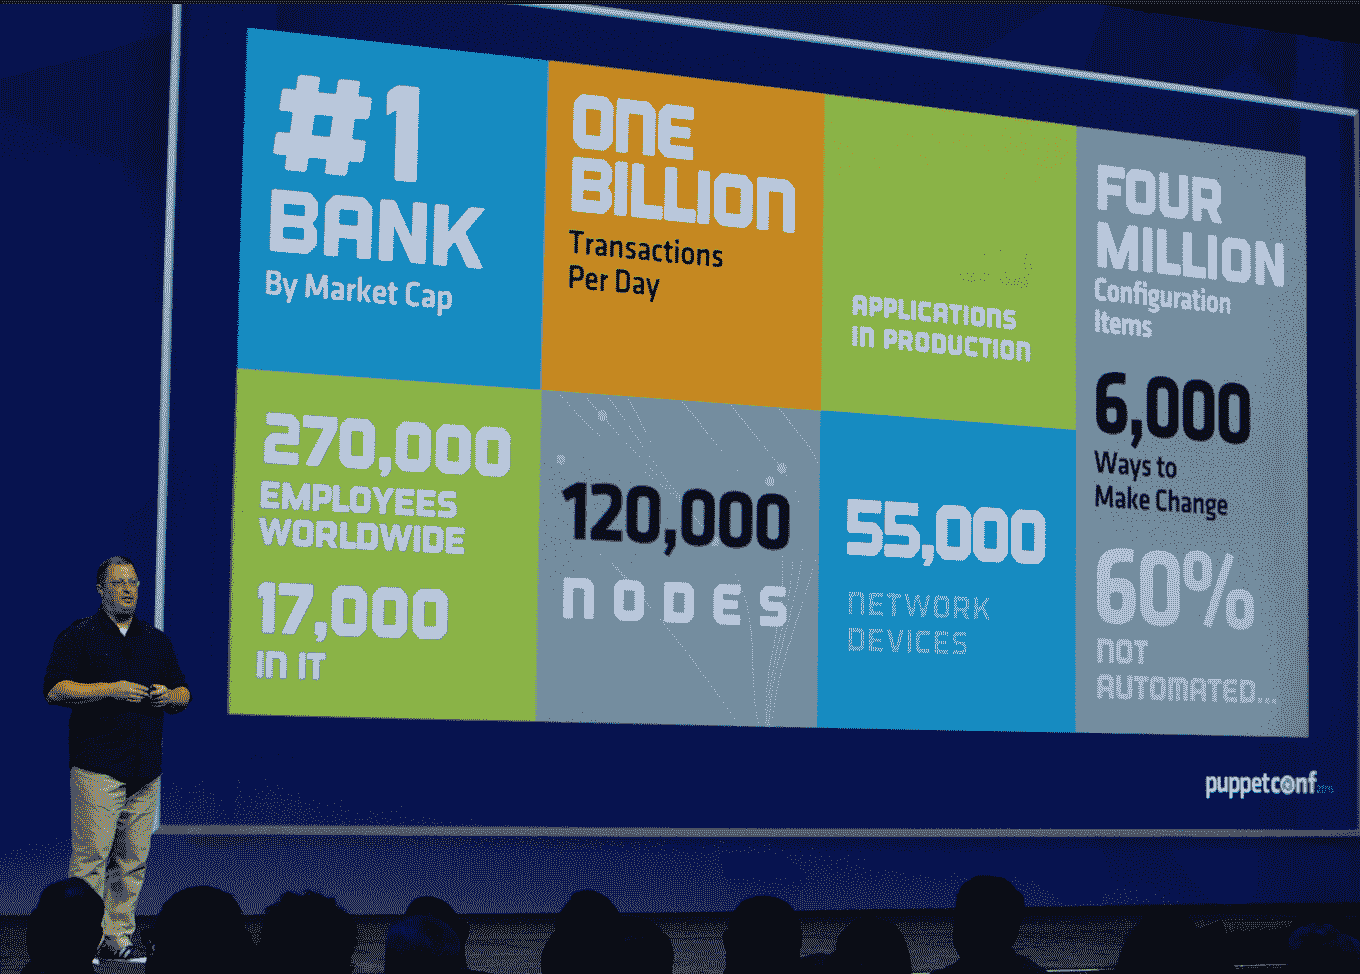 #1
BANK
By Market Cap
ONE
BILLION
Transactions
Per Day
APPLICATIONS
IN PRODUCTION
FOUR
MILLION
Configuration
Items
6,000
Ways to
Make Change
60%
NOT
AUTOMATED...
270,000
EMPLOYEES
WORLDWIDE
17,000
IN IT
120,000
NODES
55,000
NETWORK
DEVICES
puppetconf